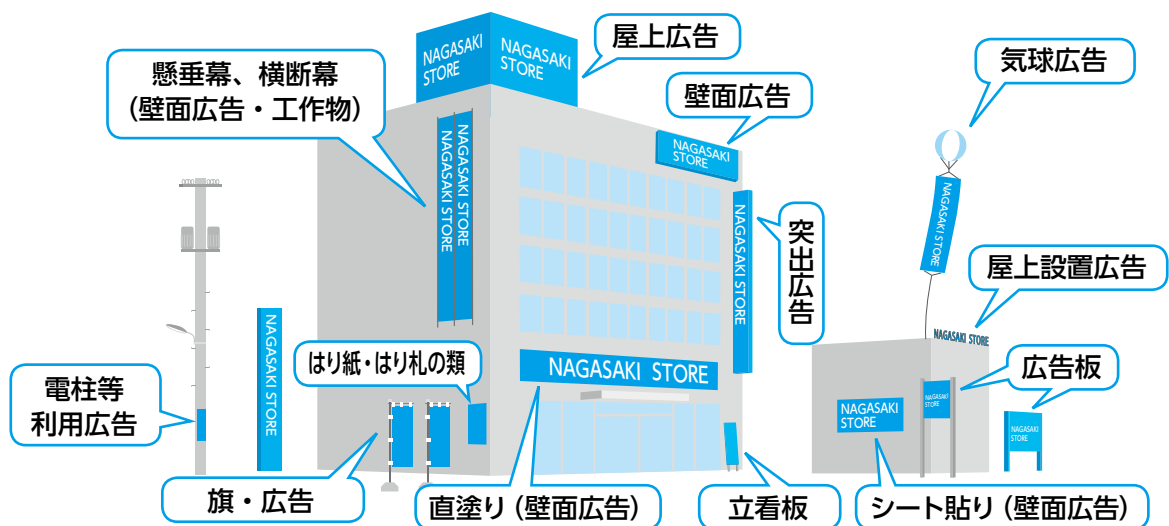 NAGASAKI
STORE
NAGASAKI
STORE
屋上広告
気球広告
懸垂幕、横断幕
（壁面広告・工作物）
壁面広告
NAGASAKI
STORE
NAGASAKI STORE
NAGASAKI STORE
NAGASAKI STORE
突出広告
NAGASAKI STORE
屋上設置広告
NAGASAKI STORE
NAGASAKI STORE
はり紙・はり札の類
NAGASAKI STORE
広告板
電柱等
利用広告
NAGASAKI
STORE
NAGASAKI
STORE
NAGASAKI
STORE
旗・広告
直塗り（壁面広告）
立看板
シート貼り（壁面広告）